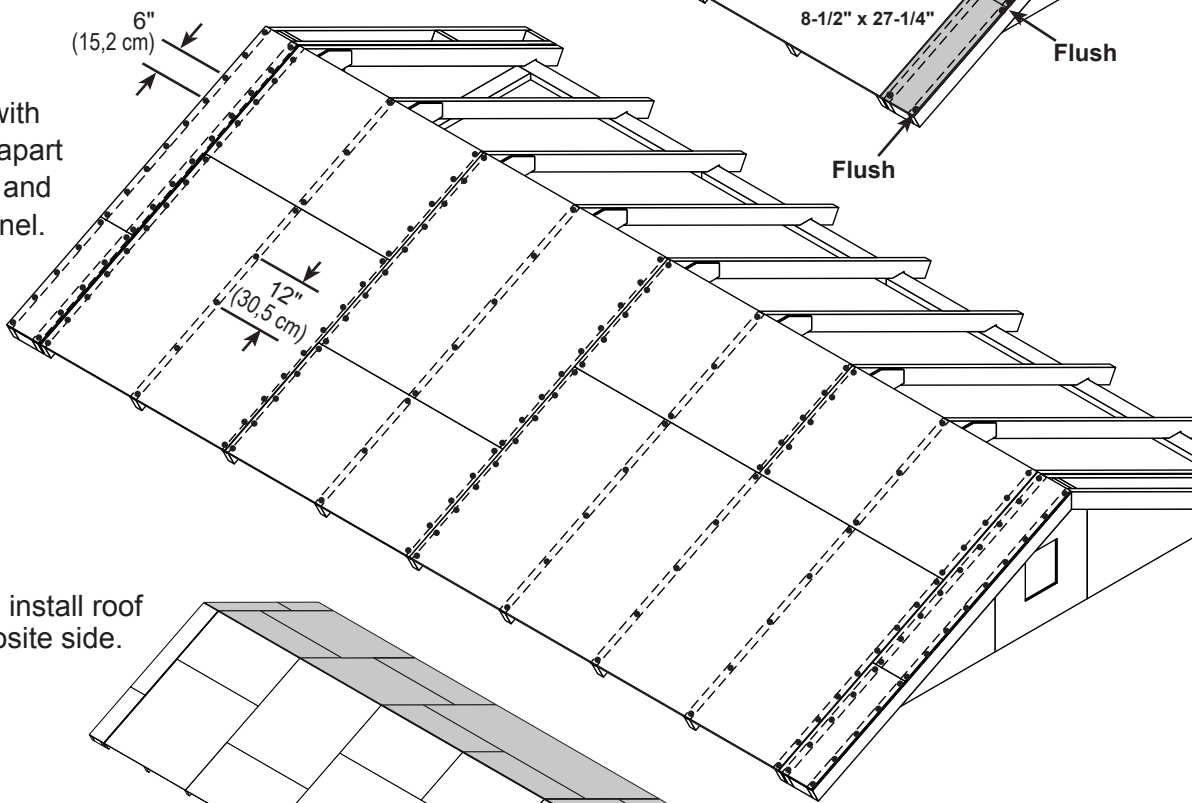 8-1/2" x 27-1/4"
Flush
Flush
6"
(15,2 cm)
with
apart
and
nel.
12"
(30,5 cm)
install roof
osite side.